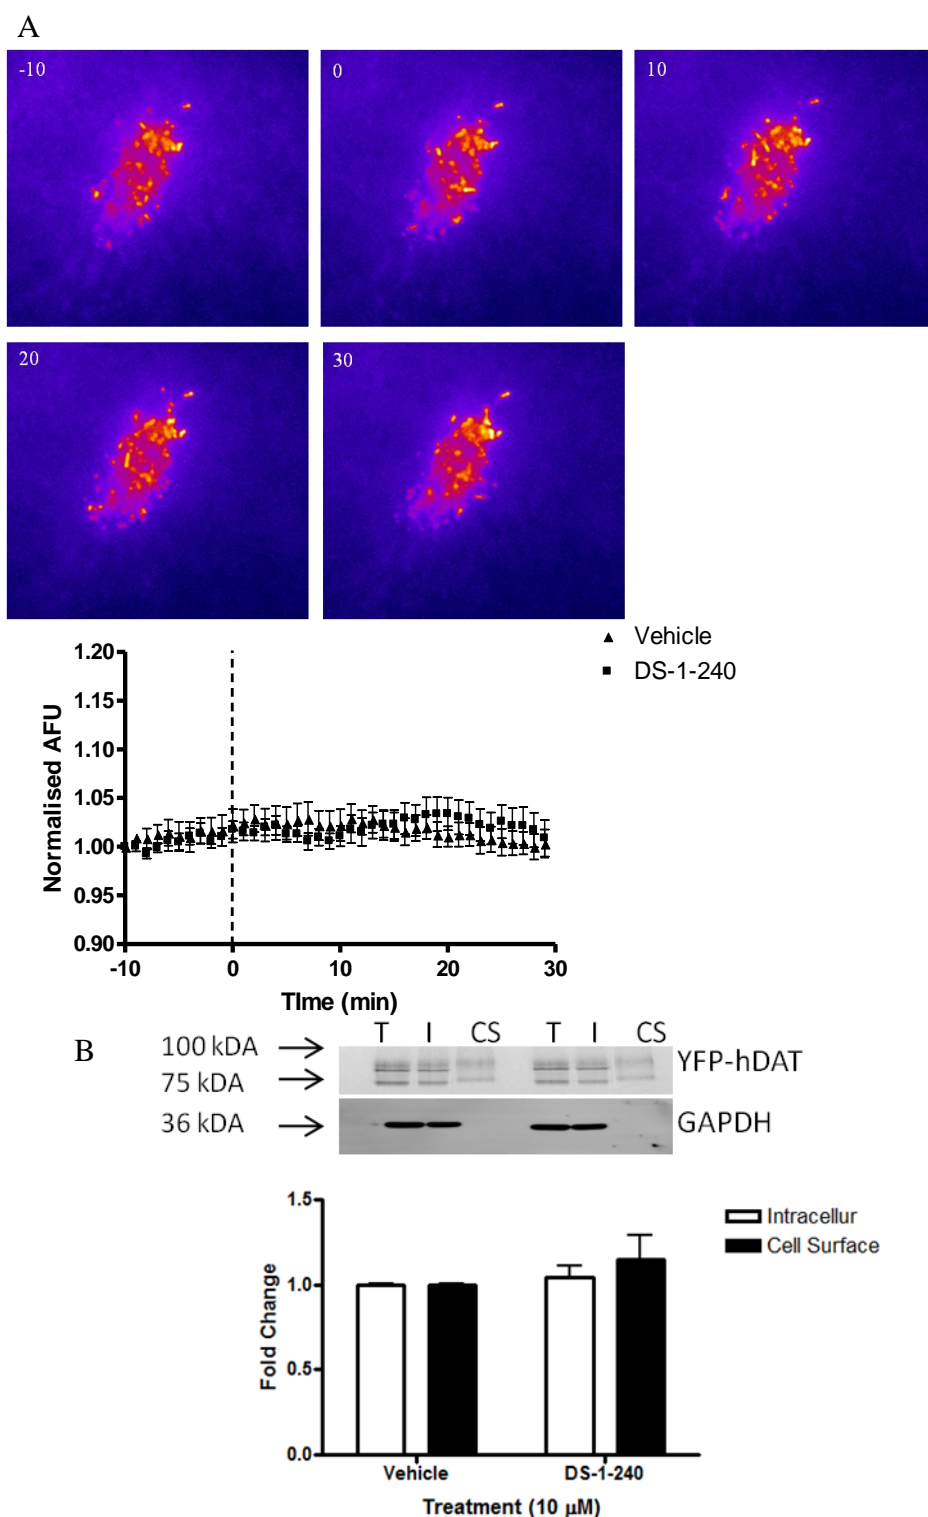 A
-10
0
10
20
30
Vehicle
DS-1-240
1.20
1.15
1.10
1.05
1.00
0.95
0.90
Normalised AFU
-10 0 10 20 30
TIme (min)
B
T I CS T I CS
100 kDA
75 kDA
YFP-hDAT
36 kDA
GAPDH
1.5
1.0
0.5
0.0
Fold Change
Intracellur
Cell Surface
Vehicle DS-1-240
Treatment (10 µM)